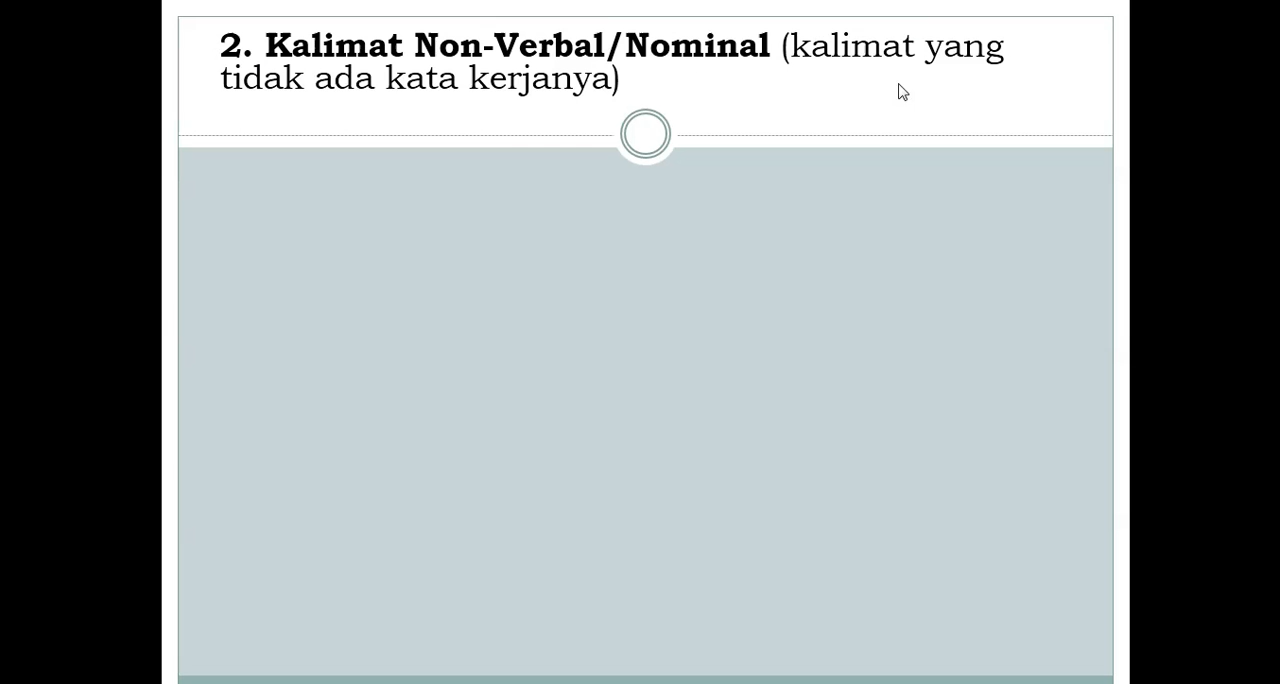 2. Kalimat Non-Verbal/Nominal (kalimat yang
tidak ada kata kerjanya)